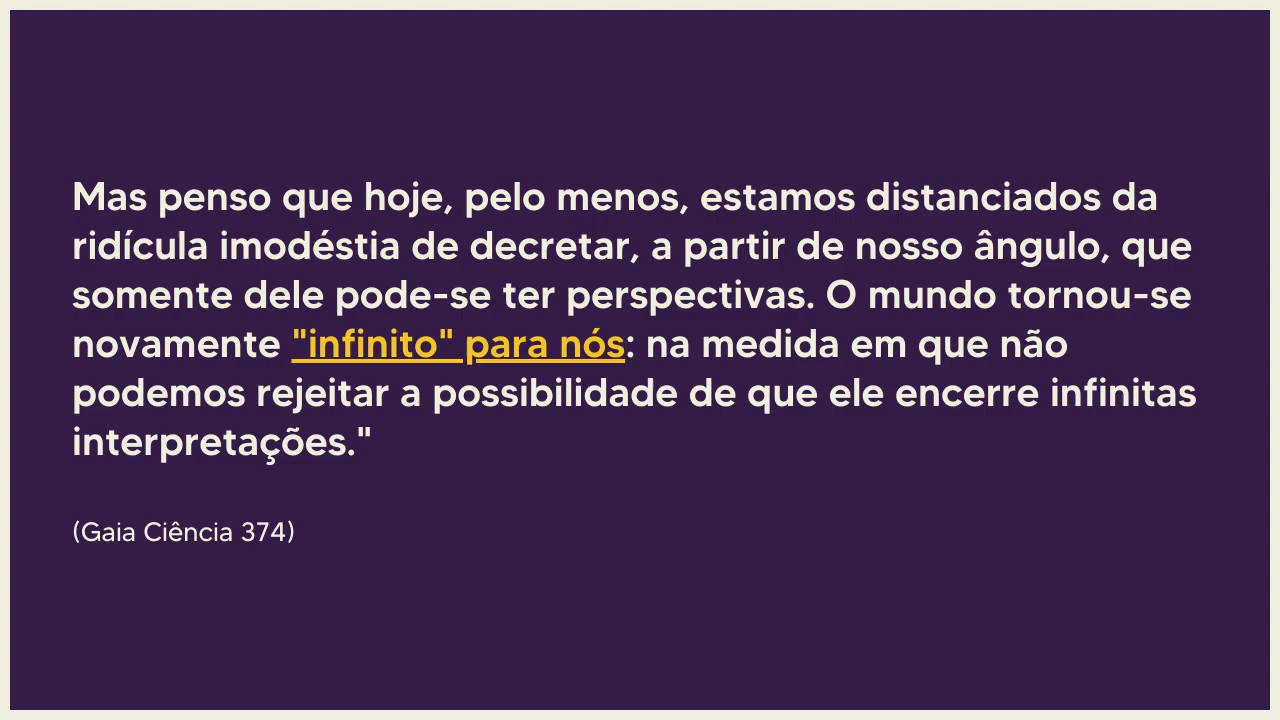 Mas penso que hoje, pelo menos, estamos distanciados da
ridícula imodéstia de decretar, a partir de nosso ângulo, que
somente dele pode-se ter perspectivas. O mundo tornou-se
novamente "infinito" para nós: na medida em que não
podemos rejeitar a possibilidade de que ele encerre infinitas
interpretações."
(Gaia Ciência 374)